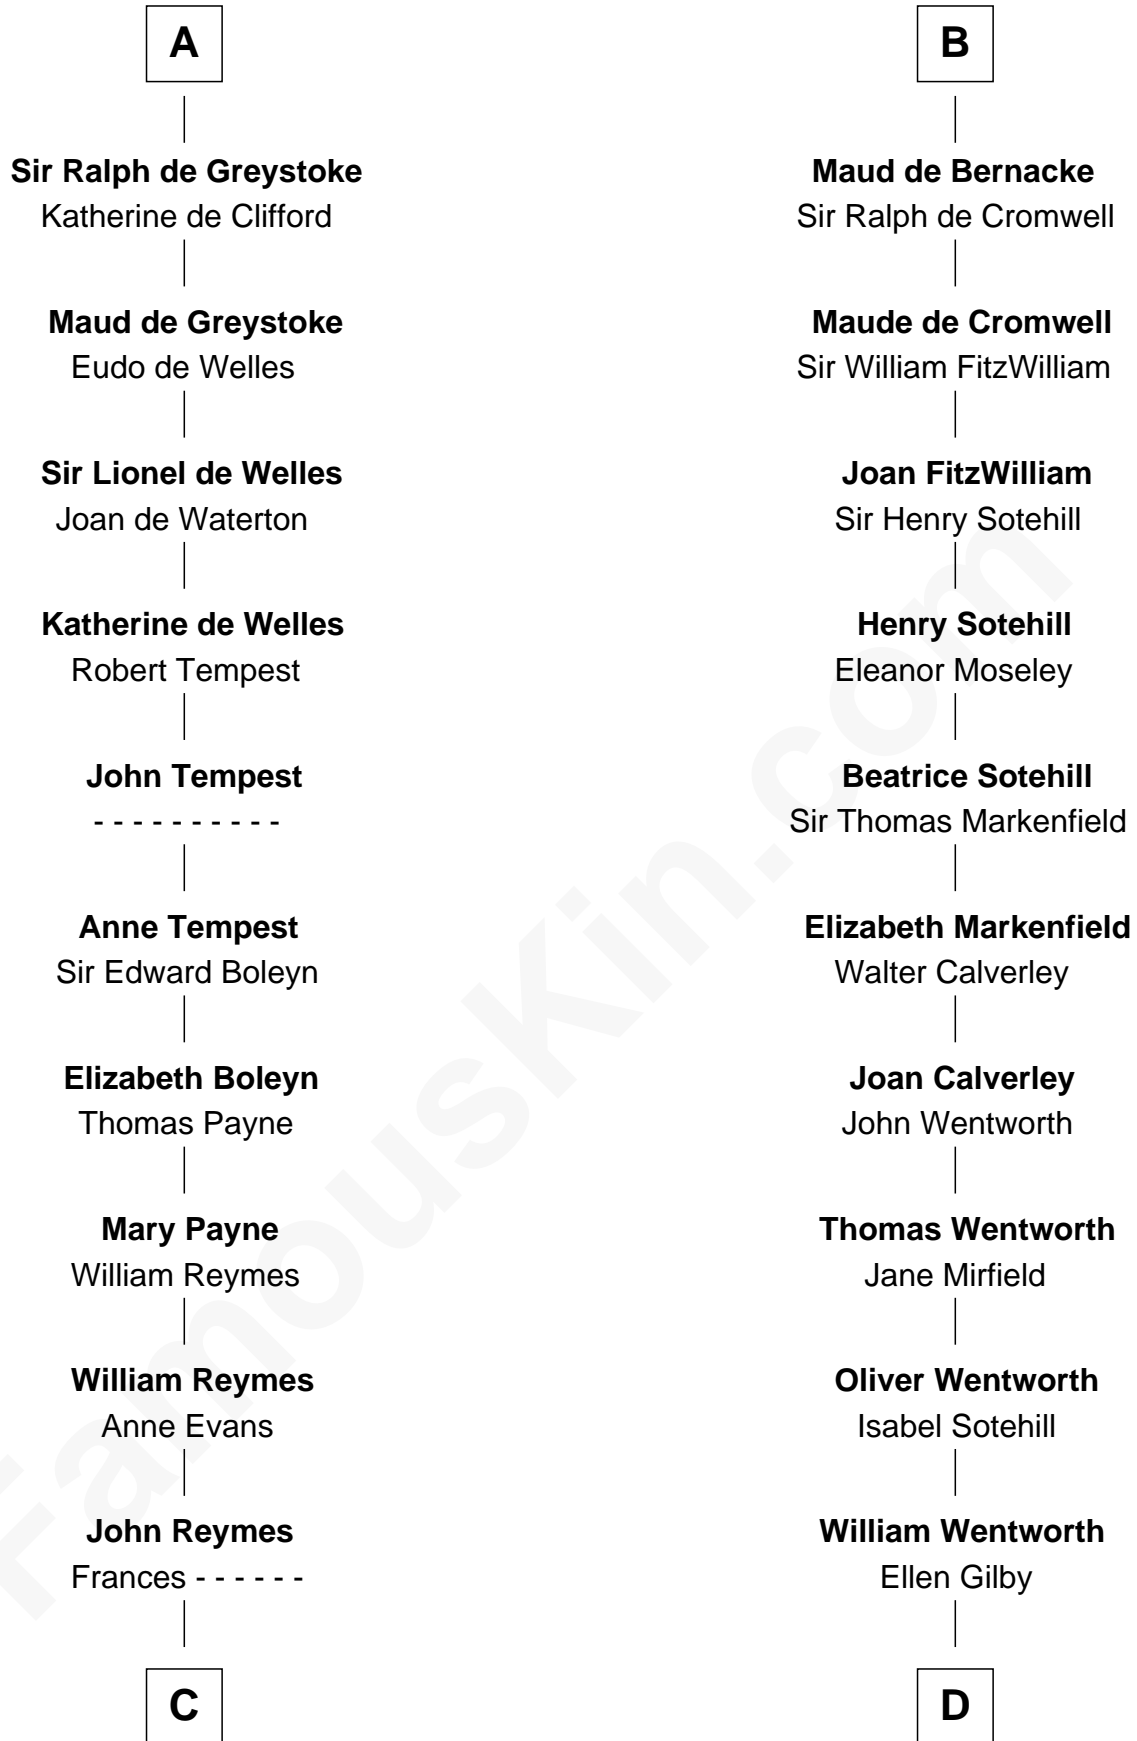 A
Sir Ralph de Greystoke
Katherine de Clifford
Maud de Greystoke
Eudo de Welles
Sir Lionel de Welles
Joan de Waterton
Katherine de Welles
Robert Tempest
John Tempest
- - - - - - - - - -
Anne Tempest
Sir Edward Boleyn
Elizabeth Boleyn
Thomas Payne
Mary Payne
William Reymes
William Reymes
Anne Evans
John Reymes
Frances - - - - - -
C
B
Maud de Bernacke
Sir Ralph de Cromwell
Maude de Cromwell
Sir William FitzWilliam
Joan FitzWilliam
Sir Henry Sotehill
Henry Sotehill
Eleanor Moseley
Beatrice Sotehill
Sir Thomas Markenfield
Elizabeth Markenfield
Walter Calverley
Joan Calverley
John Wentworth
Thomas Wentworth
Jane Mirfield
Oliver Wentworth
Isabel Sotehill
William Wentworth
Ellen Gilby
D
FamousKin.com